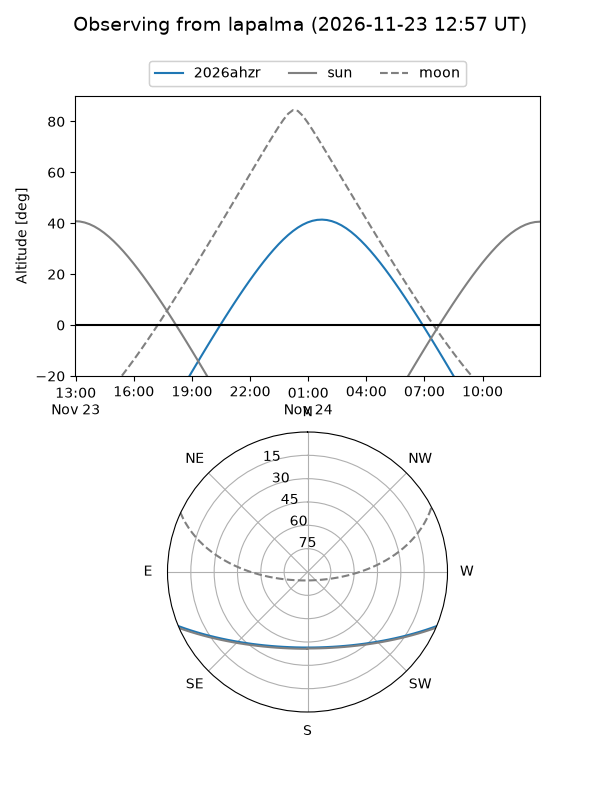 Observing from lapalma (2026-11-23 12:57 UT)
2026ahzr sun moon
Altitude [deg]
80
60
40
20
0
−20
13:00 16:00 19:00 22:00 01:00 04:00 07:00 10:00
Nov 23 Nov 24
N
NE NW
15
30
45
60
75
E W
SE SW
S